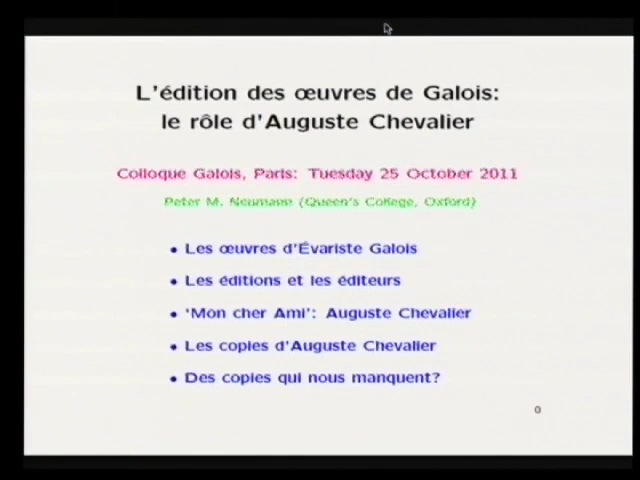 L'édition des œuvres de Galois:
le rôle d'Auguste Chevalier
Colloque Galois, Paris: Tuesday 25 October 2011
Peter M. Neumann (Queen's College, Oxford)
• Les œuvres d'Évariste Galois
• Les éditions et les éditeurs
• ‘Mon cher Ami’: Auguste Chevalier
• Les copies d'Auguste Chevalier
• Des copies qui nous manquent?
0